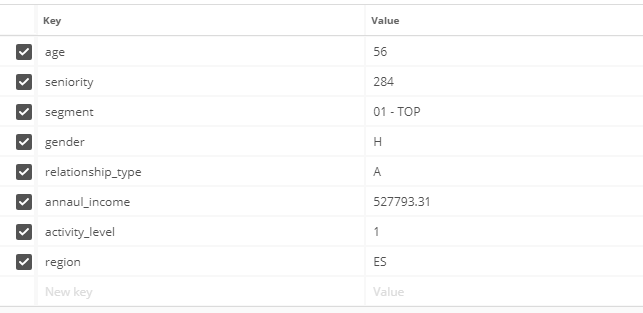 Key Value
age 56
seniority 284
segment 01 - TOP
gender H
relationship_type A
annaul_income 527793.31
activity_level 1
region ES
New key Value